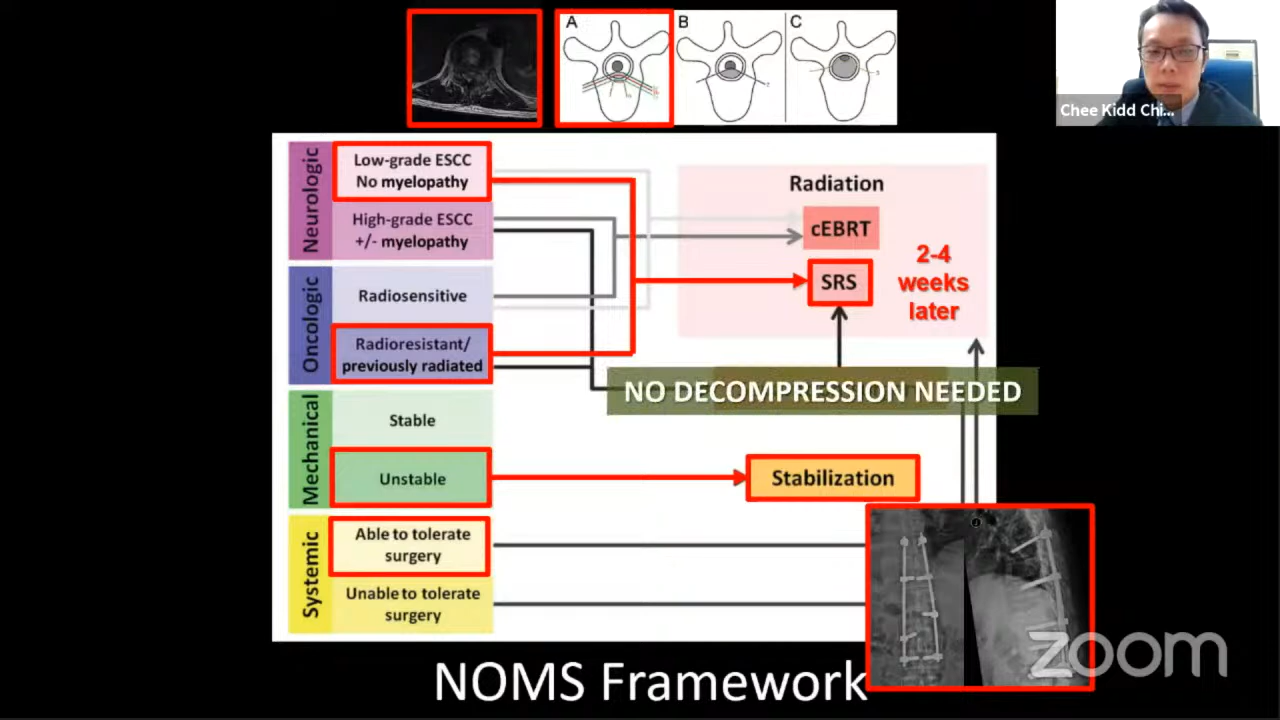 A
B
C
Chee Kidd Chi...
Neurologic
Low-grade ESCC
No myelopathy
High-grade ESCC
+/- myelopathy
Oncologic
Radiosensitive
Radioresistant/
previously radiated
Mechanical
Stable
Unstable
Systemic
Able to tolerate
surgery
Unable to tolerate
surgery
Radiation
cEBRT
SRS
2-4
weeks
later
NO DECOMPRESSION NEEDED
Stabilization
NOMS Framework
zoom